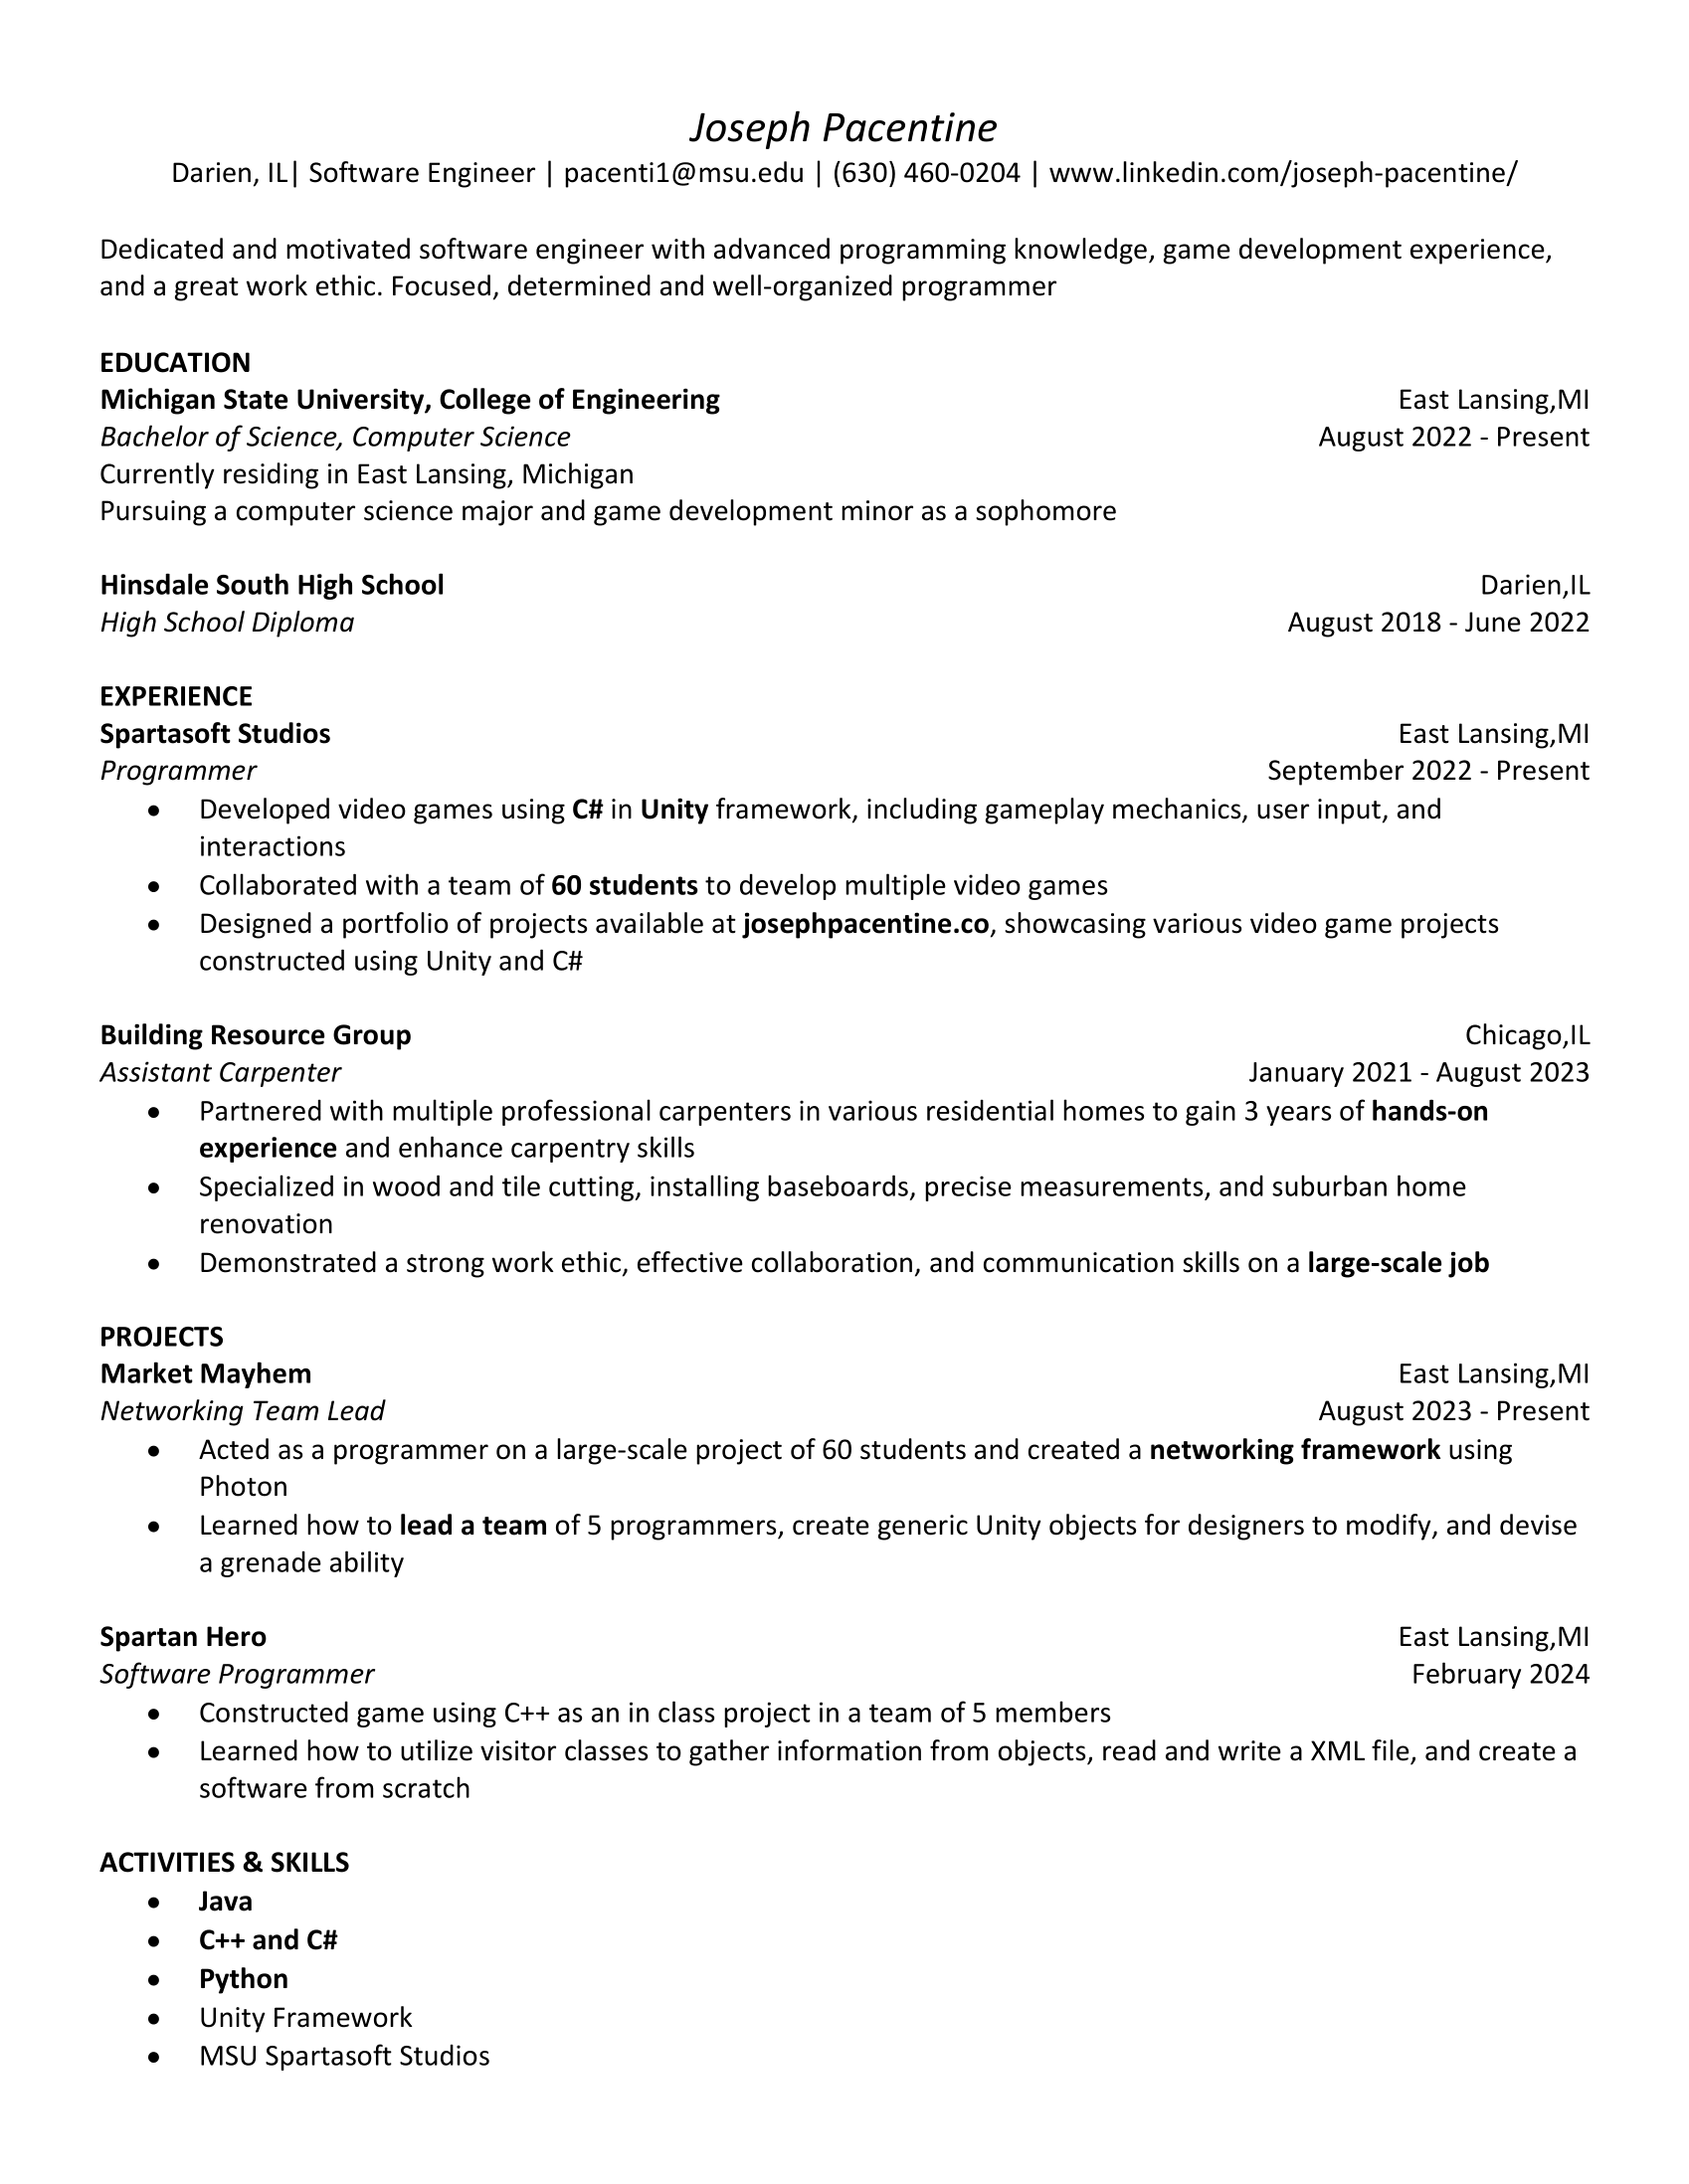 Joseph Pacentine
Darien, IL| Software Engineer | pacenti1@msu.edu | (630) 460-0204 | www.linkedin.com/joseph-pacentine/
Dedicated and motivated software engineer with advanced programming knowledge, game development experience,
and a great work ethic. Focused, determined and well-organized programmer
EDUCATION
Michigan State University, College of Engineering East Lansing,MI
Bachelor of Science, Computer Science August 2022 - Present
Currently residing in East Lansing, Michigan
Pursuing a computer science major and game development minor as a sophomore
Hinsdale South High School Darien,IL
High School Diploma August 2018 - June 2022
EXPERIENCE
Spartasoft Studios East Lansing,MI
Programmer September 2022 - Present
• Developed video games using C# in Unity framework, including gameplay mechanics, user input, and
interactions
• Collaborated with a team of 60 students to develop multiple video games
• Designed a portfolio of projects available at josephpacentine.co, showcasing various video game projects
constructed using Unity and C#
Building Resource Group Chicago,IL
Assistant Carpenter January 2021 - August 2023
• Partnered with multiple professional carpenters in various residential homes to gain 3 years of hands-on
experience and enhance carpentry skills
• Specialized in wood and tile cutting, installing baseboards, precise measurements, and suburban home
renovation
• Demonstrated a strong work ethic, effective collaboration, and communication skills on a large-scale job
PROJECTS
Market Mayhem East Lansing,MI
Networking Team Lead August 2023 - Present
• Acted as a programmer on a large-scale project of 60 students and created a networking framework using
Photon
• Learned how to lead a team of 5 programmers, create generic Unity objects for designers to modify, and devise
a grenade ability
Spartan Hero East Lansing,MI
Software Programmer February 2024
• Constructed game using C++ as an in class project in a team of 5 members
• Learned how to utilize visitor classes to gather information from objects, read and write a XML file, and create a
software from scratch
ACTIVITIES & SKILLS
• Java
• C++ and C#
• Python
• Unity Framework
• MSU Spartasoft Studios